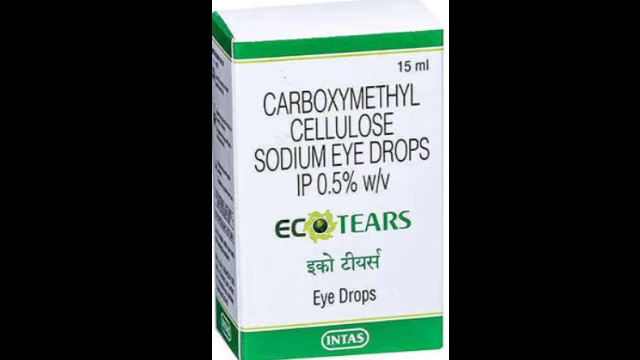 15 ml
CARBOXYMETHYL
CELLULOSE
SODIUM EYE DROPS
IP 0.5% w/v
ECOTEARS
इको टीयर्स
Eye Drops
INTAS